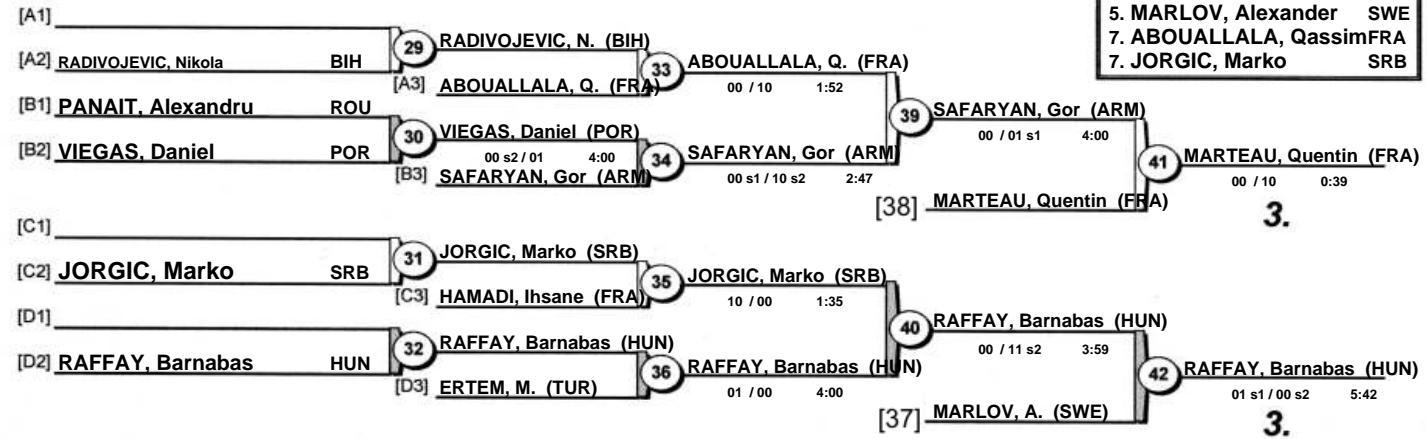 5. MARLOV, Alexander SWE
7. ABOUALLALA, Qassim FRA
7. JORGIC, Marko SRB
[A1]
[A2] RADIVOJEVIC, Nikola BIH
29
RADIVOJEVIC, N. (BIH)
[A3] ABOUALLALA, Q. (FRA)
33
ABOUALLALA, Q. (FRA)
00 / 10 1:52
[B1] PANAIT, Alexandru ROU
[B2] VIEGAS, Daniel POR
30
VIEGAS, Daniel (POR)
00 s2 / 01 4:00
[B3] SAFARYAN, Gor (ARM)
34
SAFARYAN, Gor (ARM)
00 s1 / 10 s2 2:47
39
SAFARYAN, Gor (ARM)
00 / 01 s1 4:00
[38] MARTEAU, Quentin (FRA)
41
MARTEAU, Quentin (FRA)
00 / 10 0:39
3.
[C1]
[C2] JORGIC, Marko SRB
31
JORGIC, Marko (SRB)
[C3] HAMADI, Ihsane (FRA)
35
JORGIC, Marko (SRB)
10 / 00 1:35
[D1]
[D2] RAFFAY, Barnabas HUN
32
RAFFAY, Barnabas (HUN)
[D3] ERTEM, M. (TUR)
36
RAFFAY, Barnabas (HUN)
01 / 00 4:00
40
RAFFAY, Barnabas (HUN)
00 / 11 s2 3:59
[37] MARLOV, A. (SWE)
42
RAFFAY, Barnabas (HUN)
01 s1 / 00 s2 5:42
3.